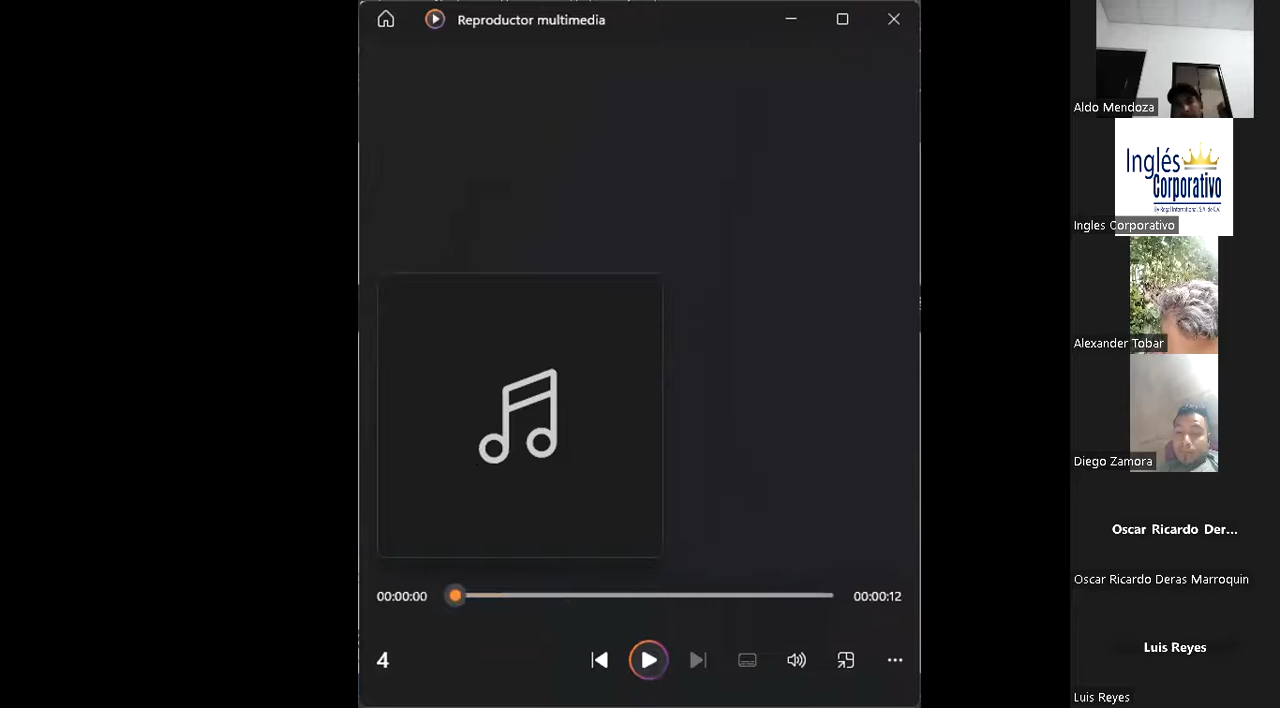 Reproductor multimedia
00:00:00
00:00:12
4
Aldo Mendoza
Inglés
Corporativo
Ingles Corporativo
Alexander Tobar
Diego Zamora
Oscar Ricardo Der...
Oscar Ricardo Deras Marroquin
Luis Reyes
Luis Reyes